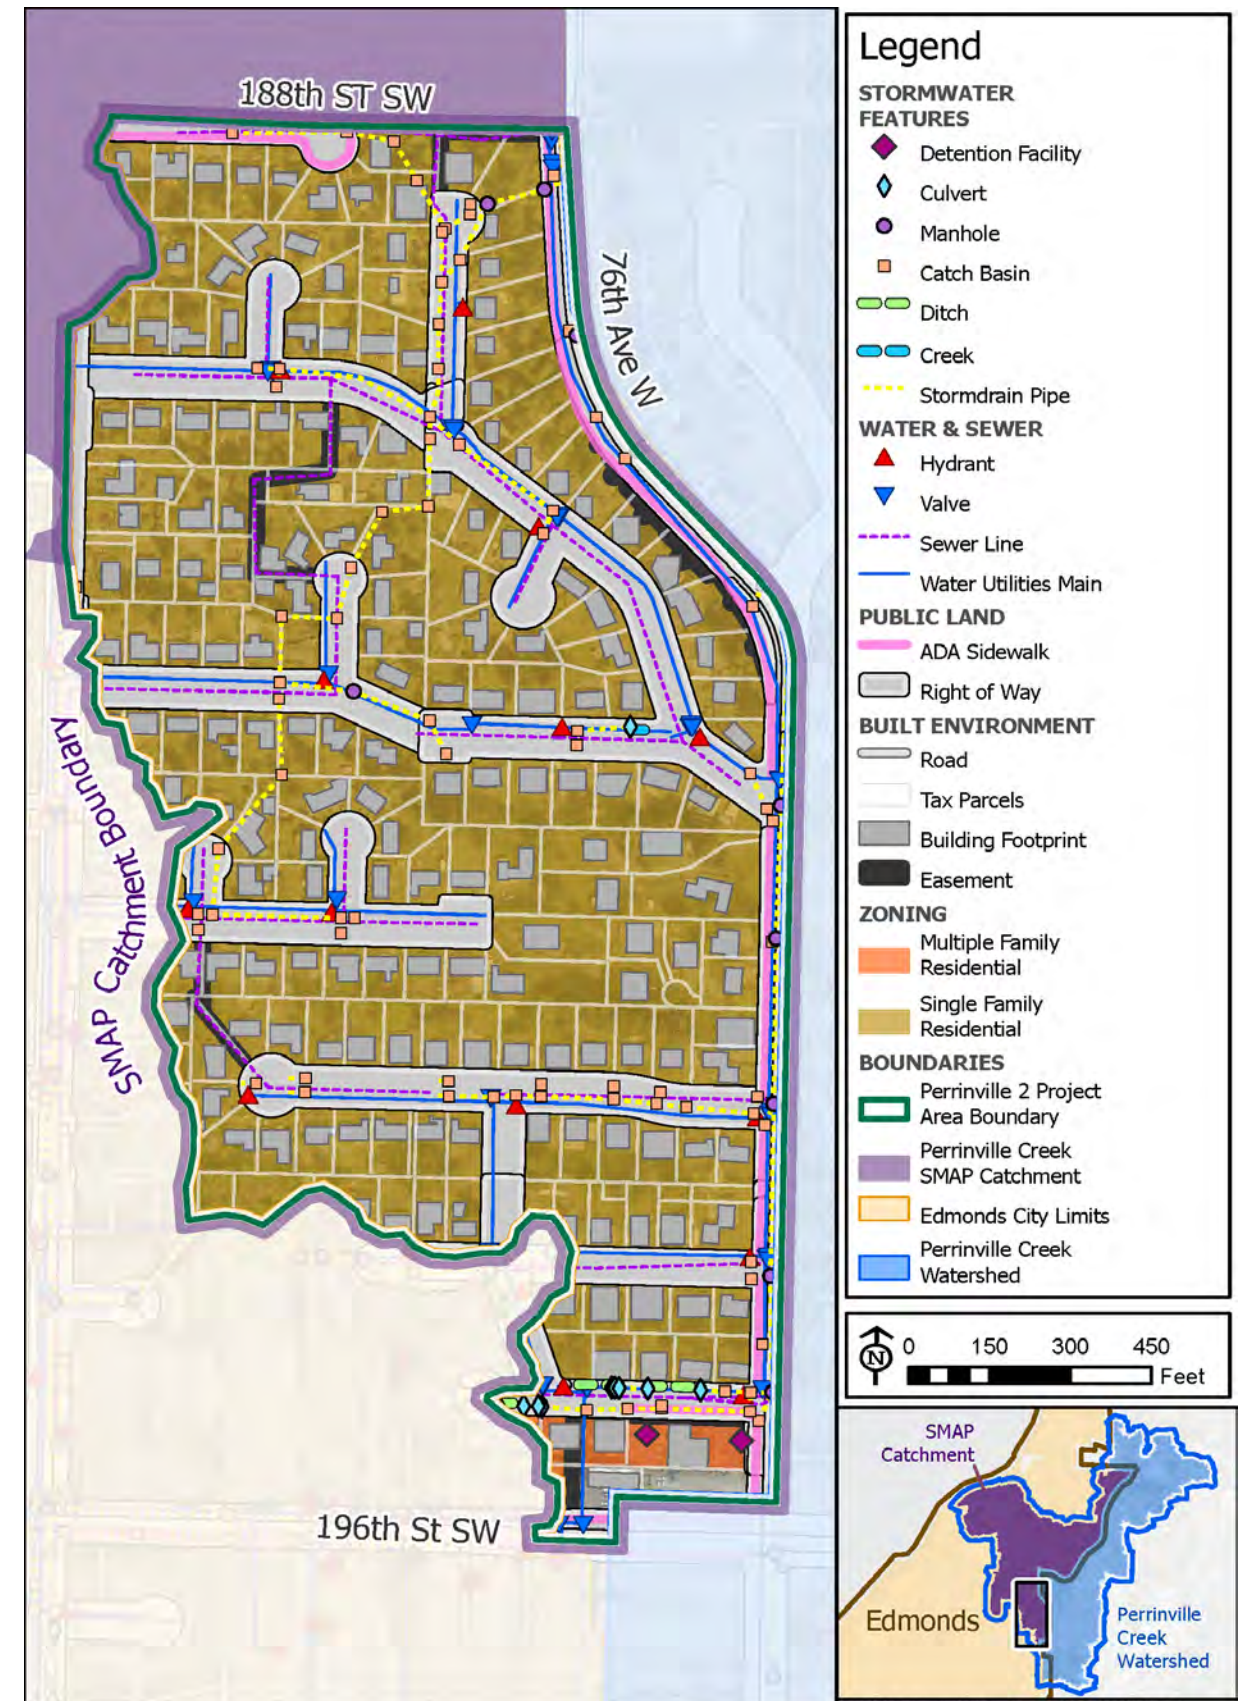 188th ST SW
76th Ave W
SMAP Catchment Boundary
196th St SW
Legend
STORMWATER
FEATURES
Detention Facility
Culvert
Manhole
Catch Basin
Ditch
Creek
Stormdrain Pipe
WATER & SEWER
Hydrant
Valve
Sewer Line
Water Utilities Main
PUBLIC LAND
ADA Sidewalk
Right of Way
BUILT ENVIRONMENT
Road
Tax Parcels
Building Footprint
Easement
ZONING
Multiple Family
Residential
Single Family
Residential
BOUNDARIES
Perrinville 2 Project
Area Boundary
Perrinville Creek
SMAP Catchment
Edmonds City Limits
Perrinville Creek
Watershed
N
0 150 300 450
Feet
SMAP
Catchment
Edmonds
Perrinville
Creek
Watershed